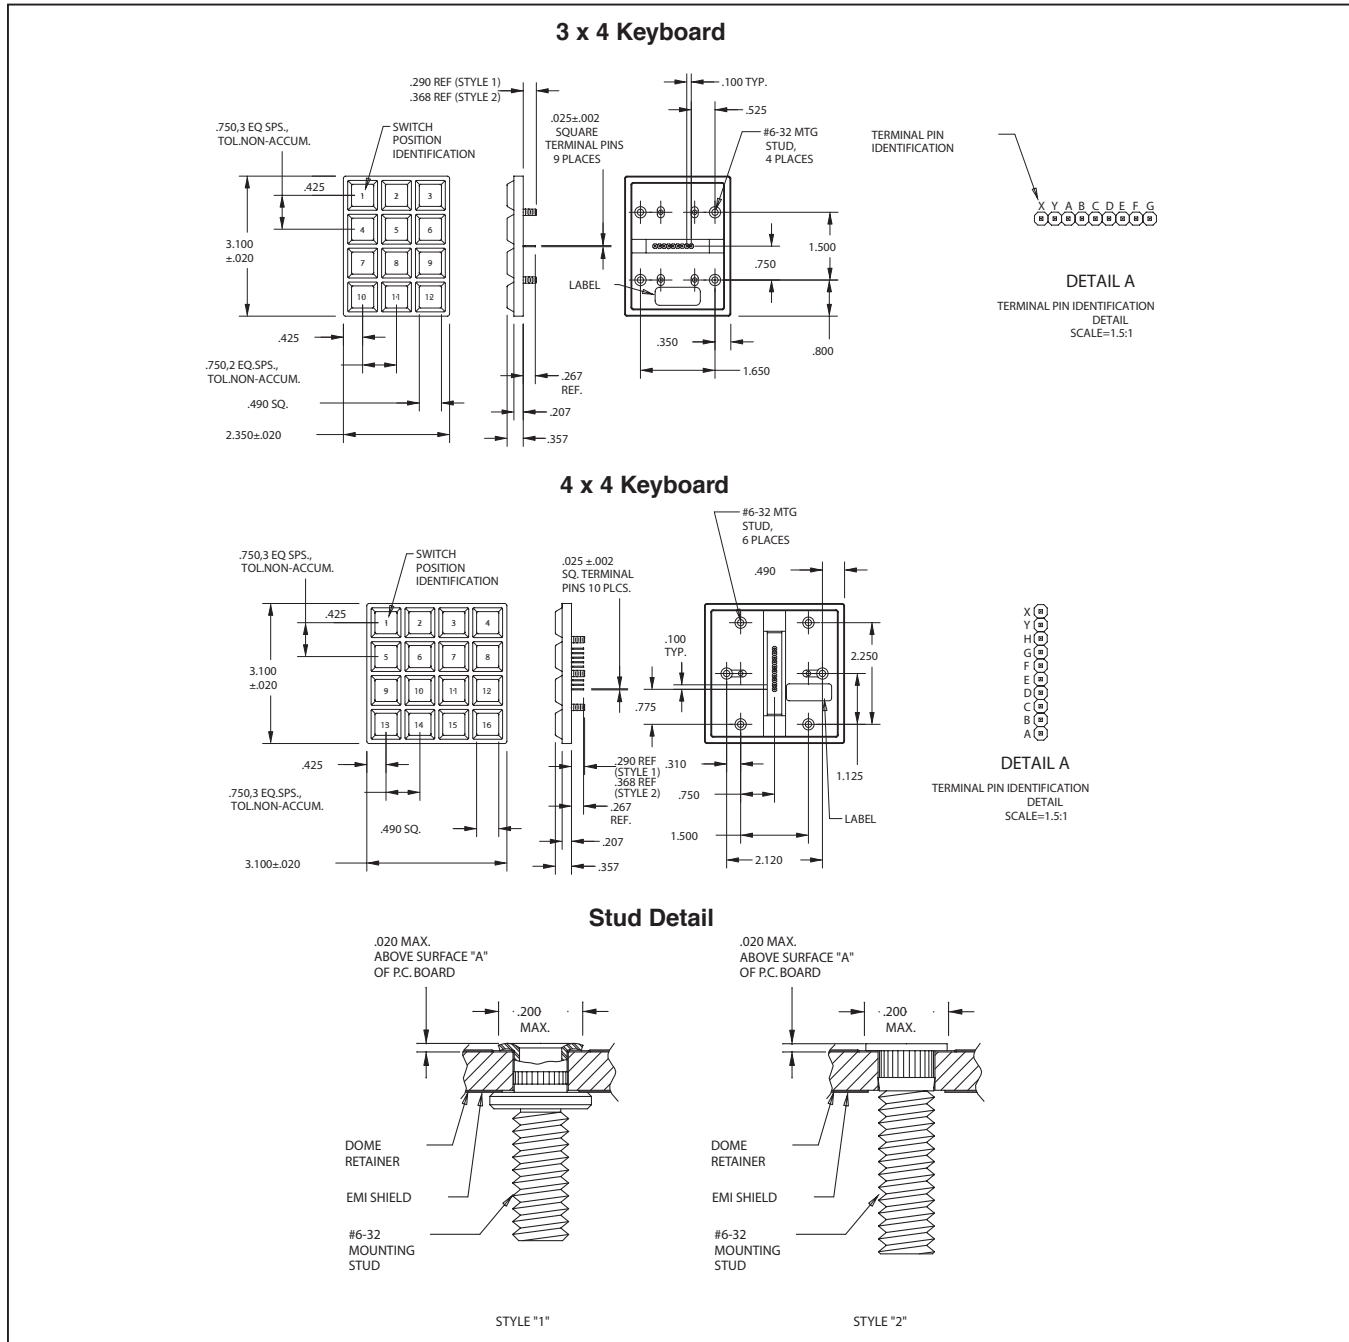 3 x 4 Keyboard
.290 REF (STYLE 1)
.368 REF (STYLE 2)
.100 TYP.
.525
.750,3 EQ SPS.,
TOL.NON-ACCUM.
SWITCH
POSITION
IDENTIFICATION
.025±.002
SQUARE
TERMINAL PINS
9 PLACES
#6-32 MTG
STUD,
4 PLACES
TERMINAL PIN
IDENTIFICATION
.425
1 2 3
4 5 6
7 8 9
10 11 12
3.100
±.020
X Y A B C D E F G
1.500
.750
LABEL
DETAIL A
TERMINAL PIN IDENTIFICATION
DETAIL
SCALE=1.5:1
.425
.350
.800
.750,2 EQ.SPS.,
TOL.NON-ACCUM.
.267
REF.
1.650
.490 SQ.
.207
2.350±.020
.357
4 x 4 Keyboard
#6-32 MTG
STUD,
6 PLACES
.750,3 EQ SPS.,
TOL.NON-ACCUM.
SWITCH
POSITION
IDENTIFICATION
.025 ±.002
SQ. TERMINAL
PINS 10 PLCS.
.490
.425
1 2 3 4
5 6 7 8
9 10 11 12
13 14 15 16
3.100
±.020
.100
TYP.
2.250
.775
X
Y
H
G
F
E
D
C
B
A
.425
.290 REF
(STYLE 1)
.368 REF
(STYLE 2)
.310
1.125
DETAIL A
TERMINAL PIN IDENTIFICATION
DETAIL
SCALE=1.5:1
.750,3 EQ.SPS.,
TOL.NON-ACCUM.
.267
REF.
.750
LABEL
.490 SQ.
.207
1.500
3.100±.020
.357
2.120
Stud Detail
.020 MAX.
ABOVE SURFACE "A"
OF P.C. BOARD
.200
MAX.
DOME
RETAINER
EMI SHIELD
#6-32
MOUNTING
STUD
STYLE "1"
.020 MAX.
ABOVE SURFACE "A"
OF P.C. BOARD
.200
MAX.
DOME
RETAINER
EMI SHIELD
#6-32
MOUNTING
STUD
STYLE "2"